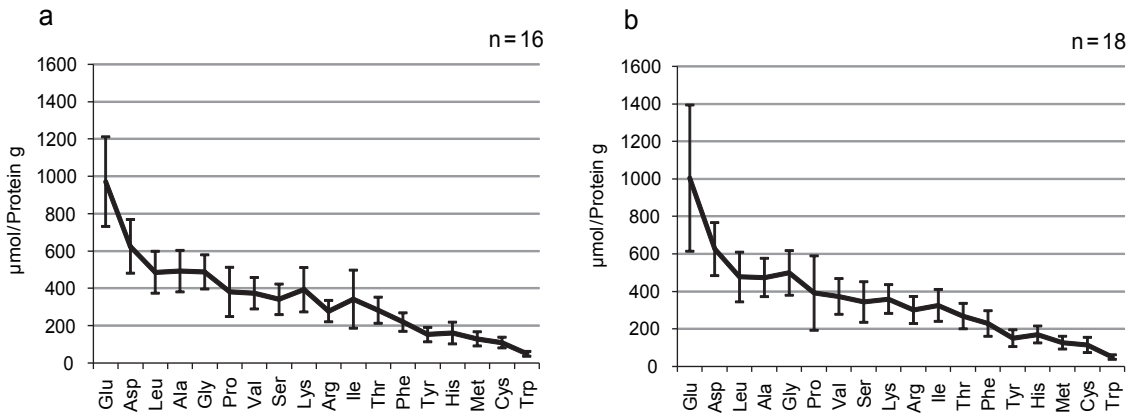 a
n=16
µmol/Protein g
1600
1400
1200
1000
800
600
400
200
0
Glu
Asp
Leu
Ala
Gly
Pro
Val
Ser
Lys
Arg
Ile
Thr
Phe
Tyr
His
Met
Cys
Trp
b
n=18
µmol/Protein g
1600
1400
1200
1000
800
600
400
200
0
Glu
Asp
Leu
Ala
Gly
Pro
Val
Ser
Lys
Arg
Ile
Thr
Phe
Tyr
His
Met
Cys
Trp